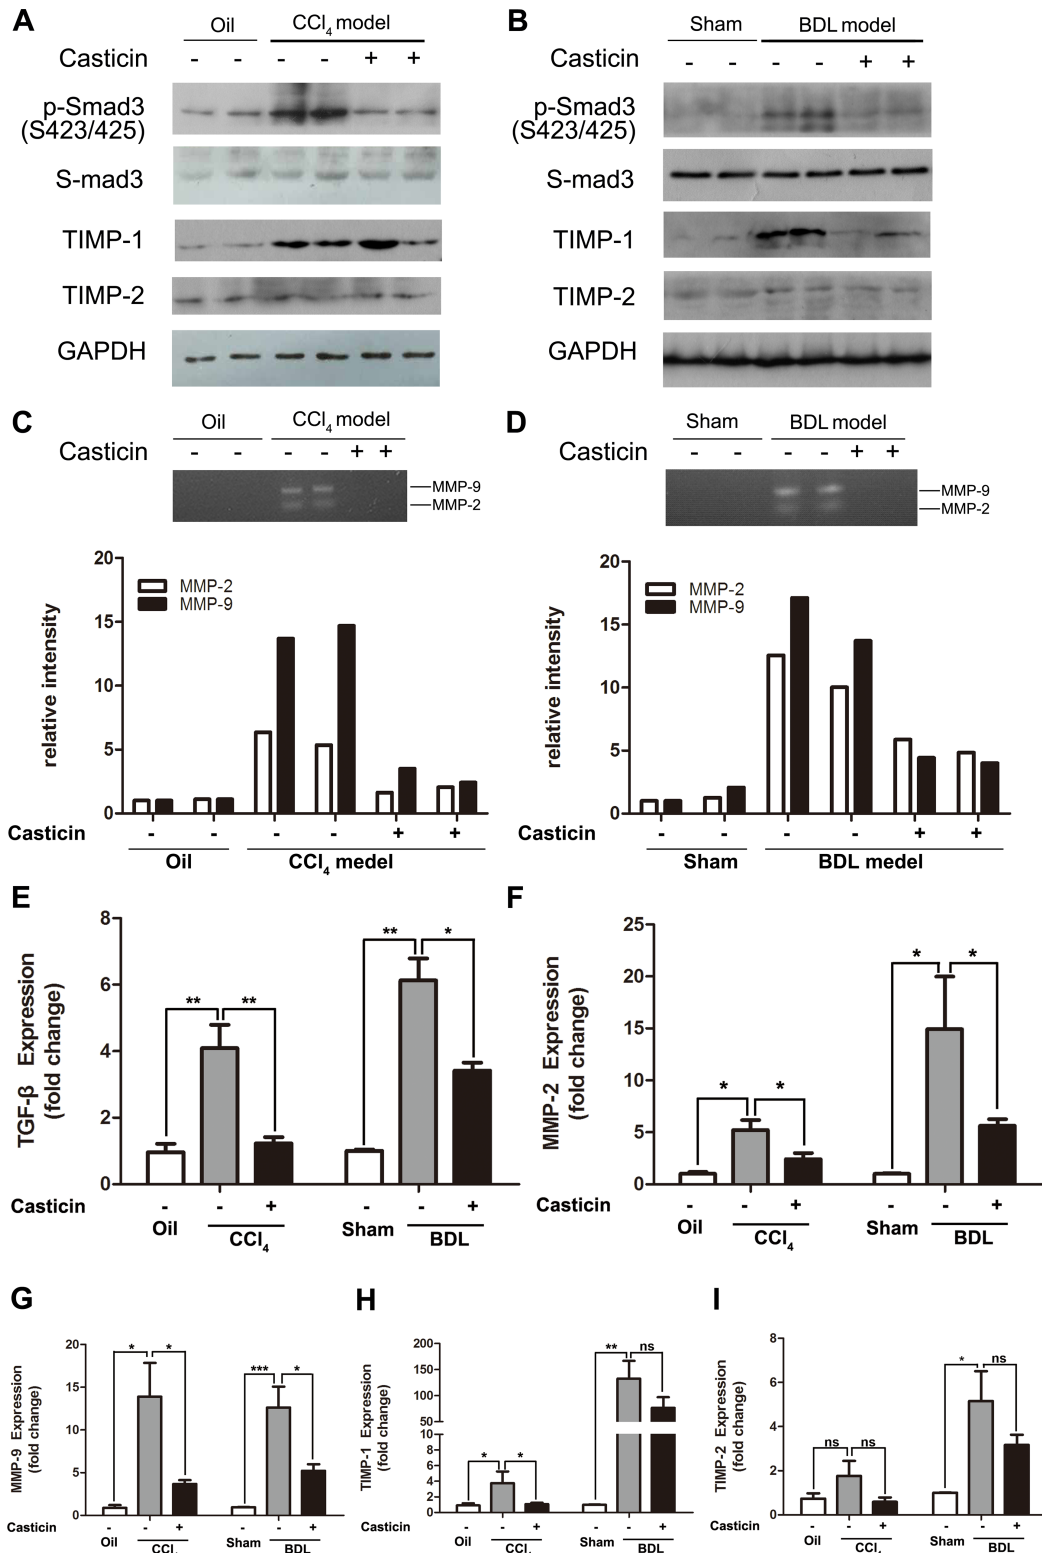 A
Oil CCl4 model
Casticin - - - - + +
p-Smad3
(S423/425)
S-mad3
TIMP-1
TIMP-2
GAPDH
B
Sham BDL model
Casticin - - - - + +
p-Smad3
(S423/425)
S-mad3
TIMP-1
TIMP-2
GAPDH
C
Oil CCl4 model
Casticin - - - - + +
MMP-9
MMP-2
20
15
10
5
0
relative intensity
MMP-2
MMP-9
Casticin - - - - + +
Oil CCl4 medel
D
Sham BDL model
Casticin - - - - + +
MMP-9
MMP-2
20
15
10
5
0
relative intensity
MMP-2
MMP-9
Casticin - - - - + +
Sham BDL medel
E
8
6
4
2
0
TGF-β Expression
(fold change)
** ** ** *
Casticin - - + - - +
Oil CCl4 Sham BDL
F
25
20
15
10
5
0
MMP-2 Expression
(fold change)
* * * *
Casticin - - + - - +
Oil CCl4 Sham BDL
G
20
15
10
5
0
MMP-9 Expression
(fold change)
* * *** *
Casticin - - + - - +
Oil CCl4 Sham BDL
H
200
150
100
50
10
8
6
4
2
0
TIMP-1 Expression
(fold change)
* * ** ns
- - + - - +
Oil CCl4 Sham BDL
I
8
6
4
2
0
TIMP-2 Expression
(fold change)
ns ns * ns
- - + - - +
Oil CCl4 Sham BDL